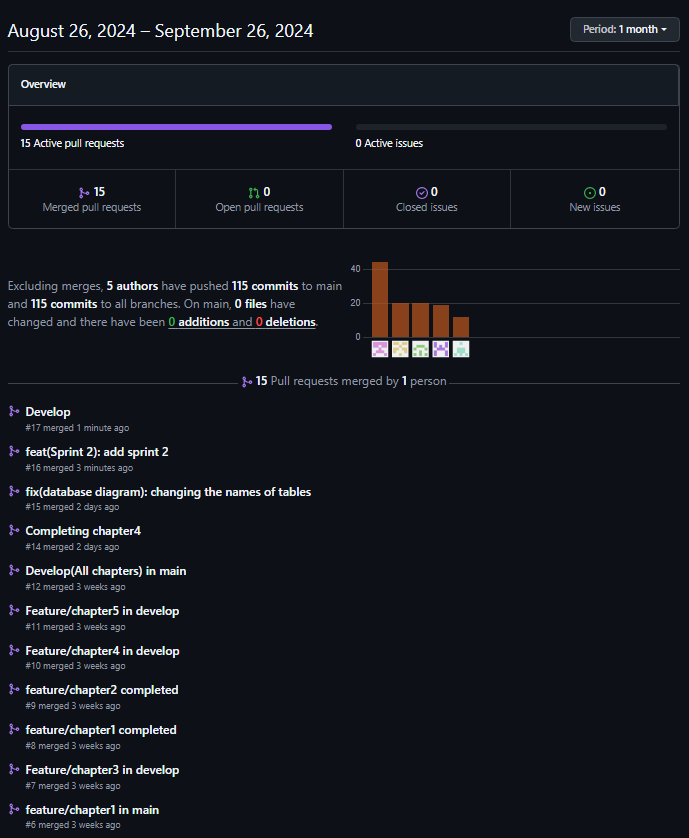 August 26, 2024 – September 26, 2024
Period: 1 month
Overview
15 Active pull requests
0 Active issues
15
Merged pull requests
0
Open pull requests
0
Closed issues
0
New issues
Excluding merges, 5 authors have pushed 115 commits to main
and 115 commits to all branches. On main, 0 files have
changed and there have been 0 additions and 0 deletions.
40
20
0
15 Pull requests merged by 1 person
Develop
#17 merged 1 minute ago
feat(Sprint 2): add sprint 2
#16 merged 3 minutes ago
fix(database diagram): changing the names of tables
#15 merged 2 days ago
Completing chapter4
#14 merged 2 days ago
Develop(All chapters) in main
#12 merged 3 weeks ago
Feature/chapter5 in develop
#11 merged 3 weeks ago
Feature/chapter4 in develop
#10 merged 3 weeks ago
feature/chapter2 completed
#9 merged 3 weeks ago
feature/chapter1 completed
#8 merged 3 weeks ago
Feature/chapter3 in develop
#7 merged 3 weeks ago
feature/chapter1 in main
#6 merged 3 weeks ago